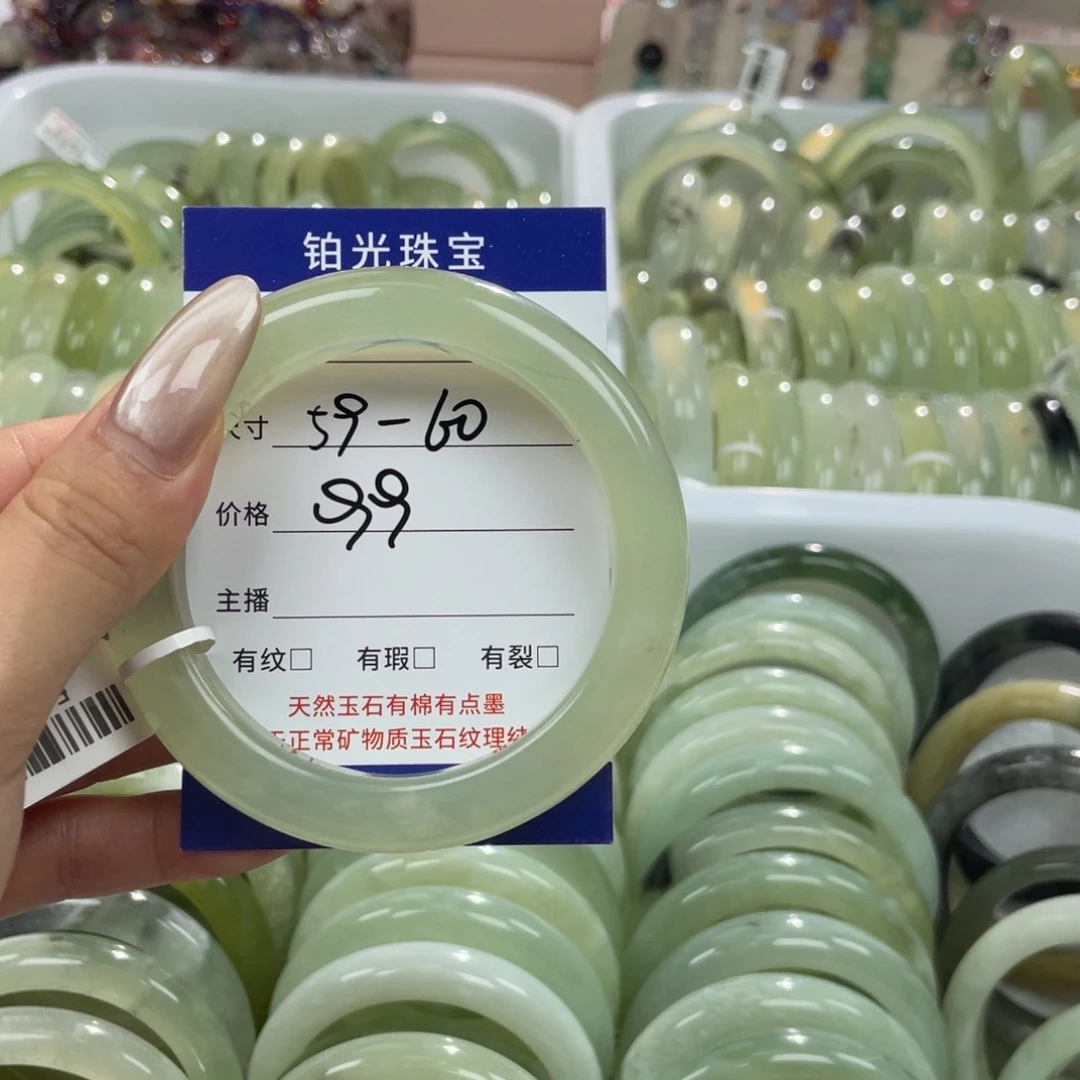 铂光珠宝
寸 59-60
价格 99
主播
有纹□ 有瑕□ 有裂□
天然玉石有棉有点墨
正常矿物质玉石纹理